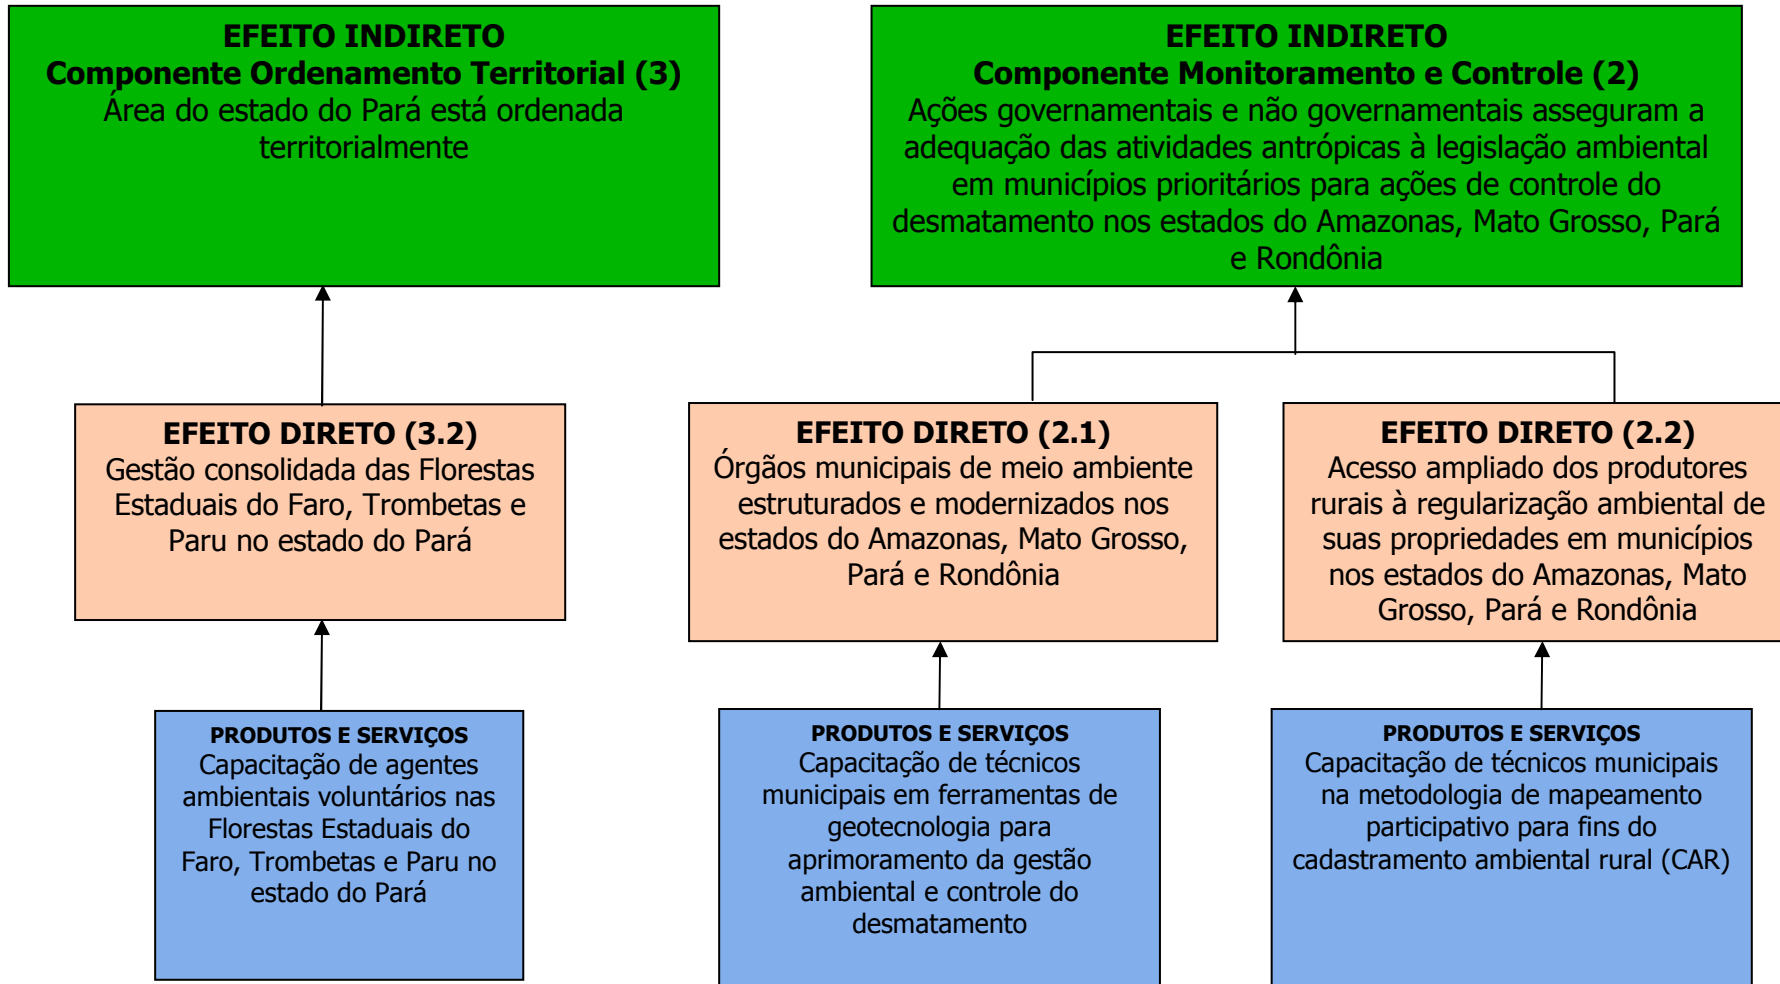 EFEITO INDIRETO
Componente Ordenamento Territorial (3)
Área do estado do Pará está ordenada
territorialmente
EFEITO INDIRETO
Componente Monitoramento e Controle (2)
Ações governamentais e não governamentais asseguram a
adequação das atividades antrópicas à legislação ambiental
em municípios prioritários para ações de controle do
desmatamento nos estados do Amazonas, Mato Grosso, Pará
e Rondônia
EFEITO DIRETO (3.2)
Gestão consolidada das Florestas
Estaduais do Faro, Trombetas e
Paru no estado do Pará
EFEITO DIRETO (2.1)
Órgãos municipais de meio ambiente
estruturados e modernizados nos
estados do Amazonas, Mato Grosso,
Pará e Rondônia
EFEITO DIRETO (2.2)
Acesso ampliado dos produtores
rurais à regularização ambiental de
suas propriedades em municípios
nos estados do Amazonas, Mato
Grosso, Pará e Rondônia
PRODUTOS E SERVIÇOS
Capacitação de agentes
ambientais voluntários nas
Florestas Estaduais do
Faro, Trombetas e Paru no
estado do Pará
PRODUTOS E SERVIÇOS
Capacitação de técnicos
municipais em ferramentas de
geotecnologia para
aprimoramento da gestão
ambiental e controle do
desmatamento
PRODUTOS E SERVIÇOS
Capacitação de técnicos municipais
na metodologia de mapeamento
participativo para fins do
cadastramento ambiental rural (CAR)